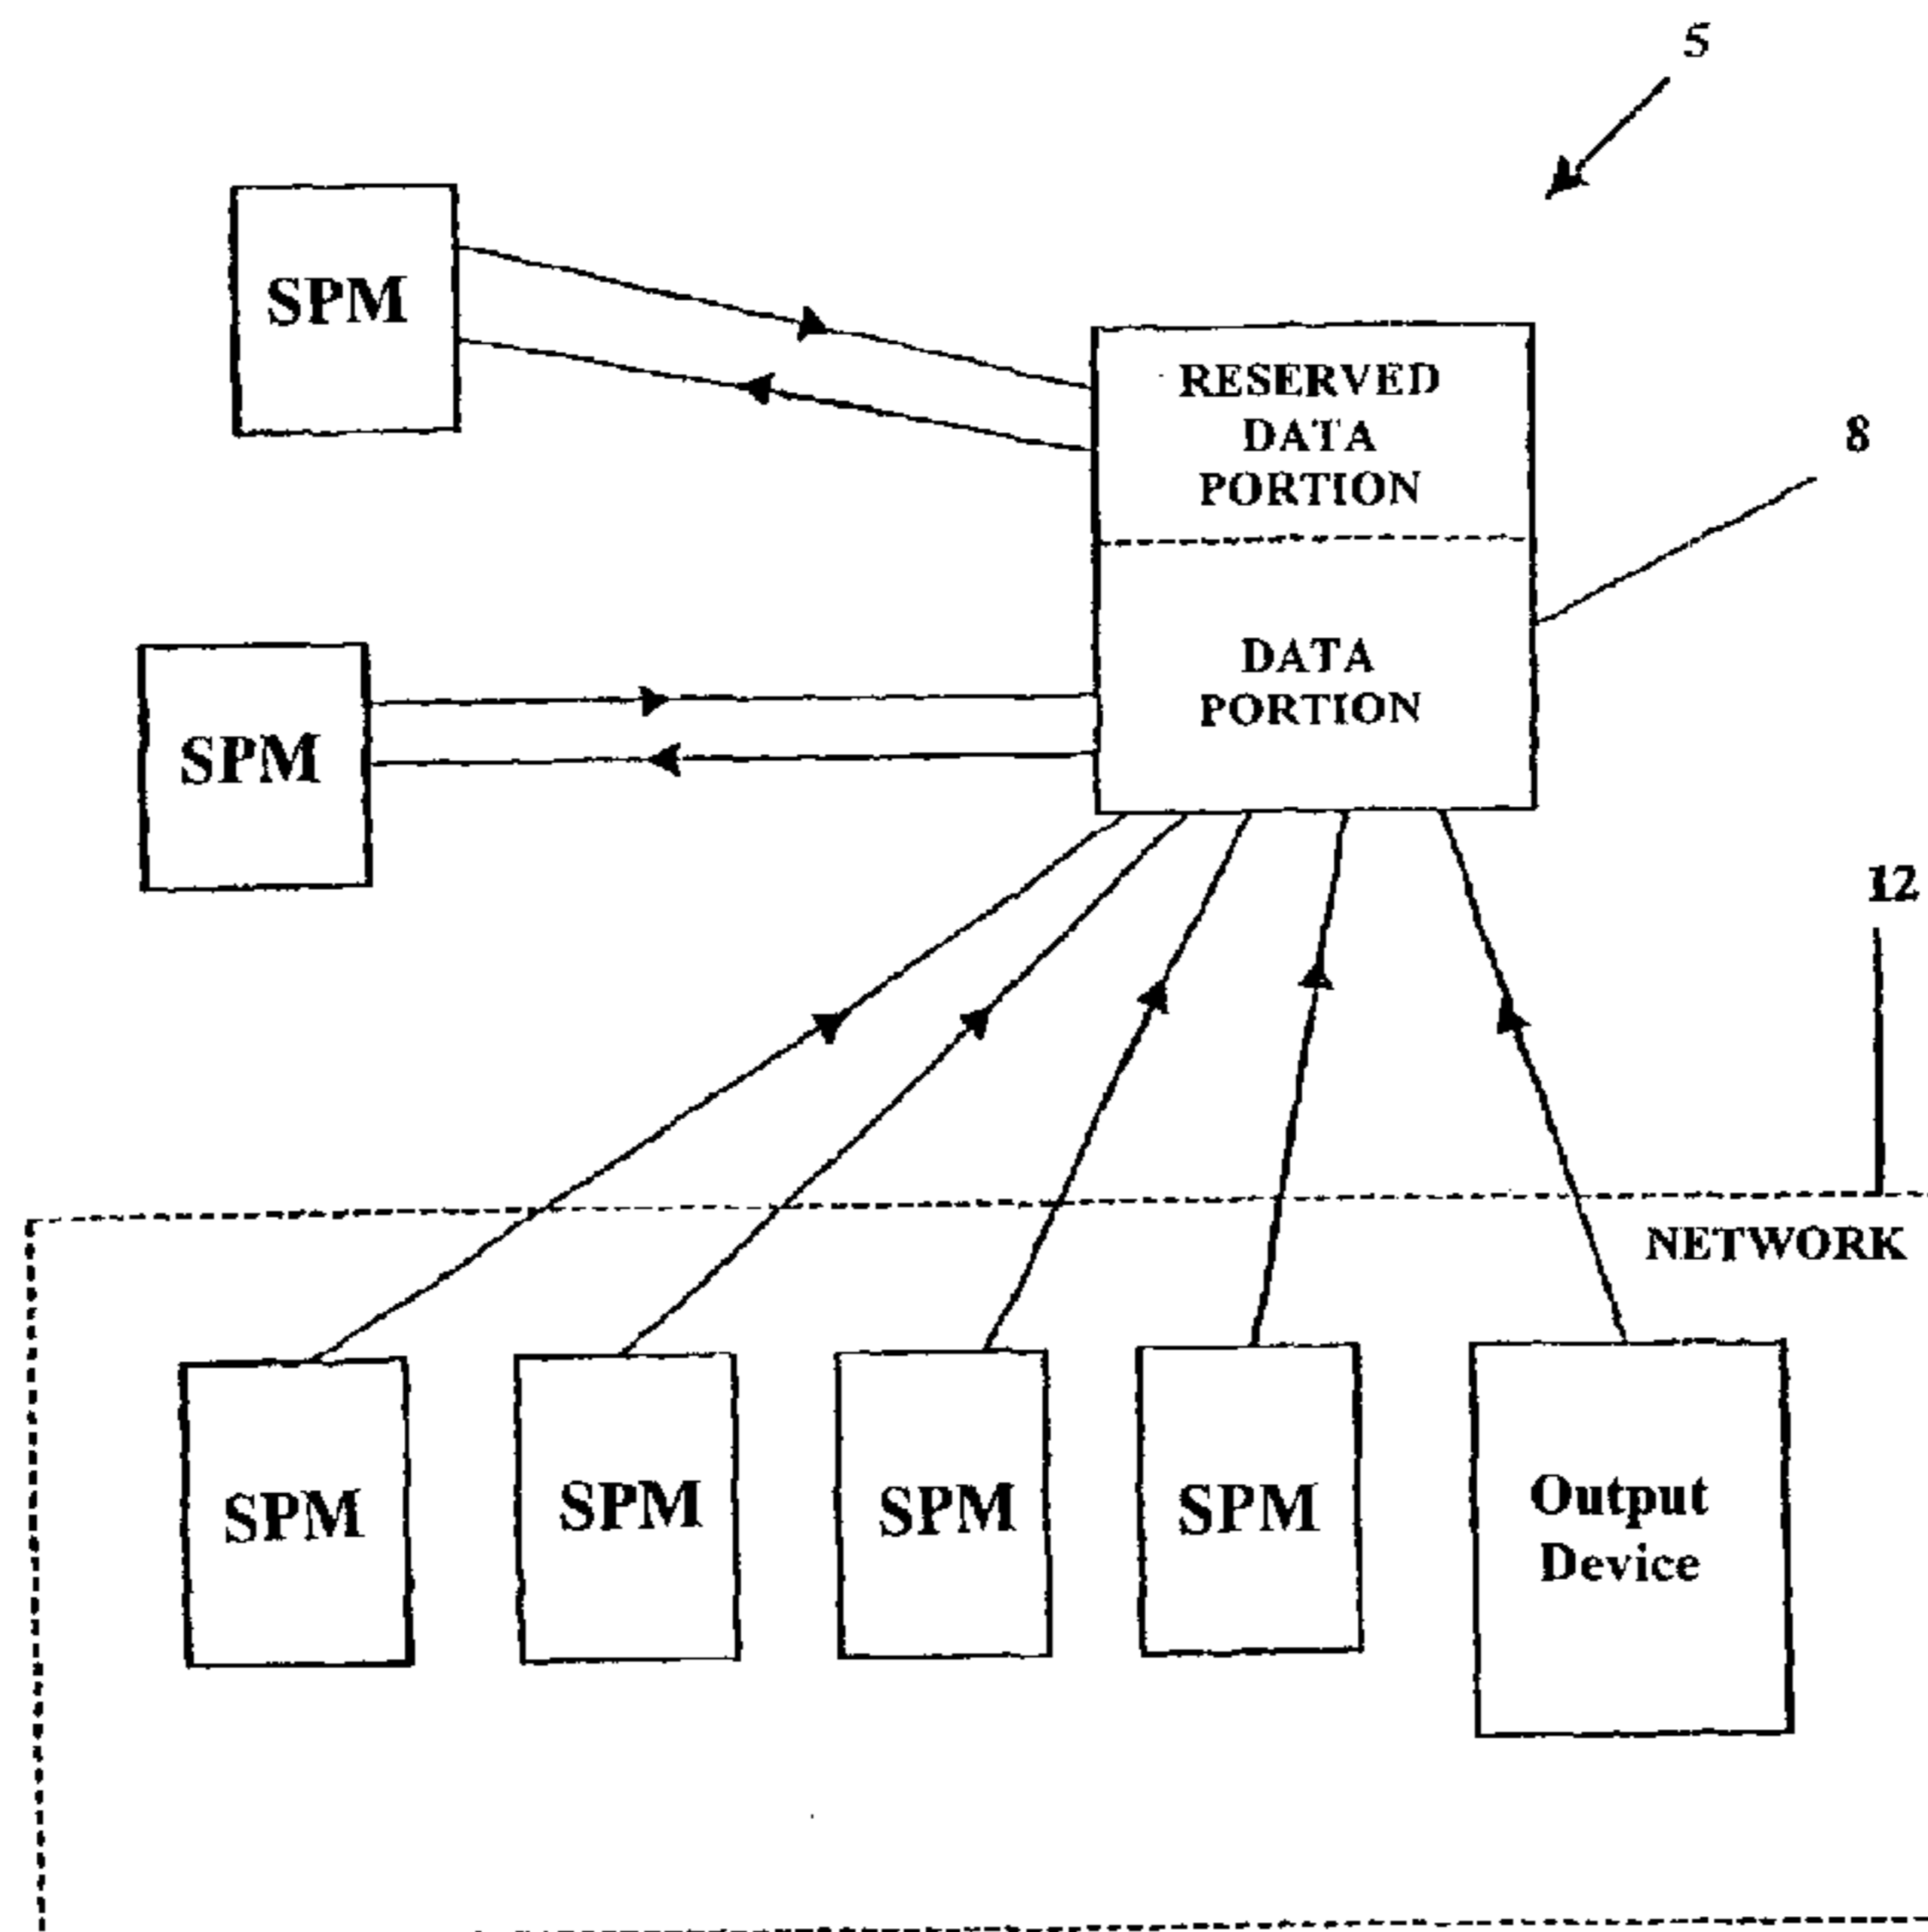 5
SPM
RESERVED
DATA
PORTION
8
DATA
PORTION
SPM
12
NETWORK
SPM
SPM
SPM
SPM
Output
Device